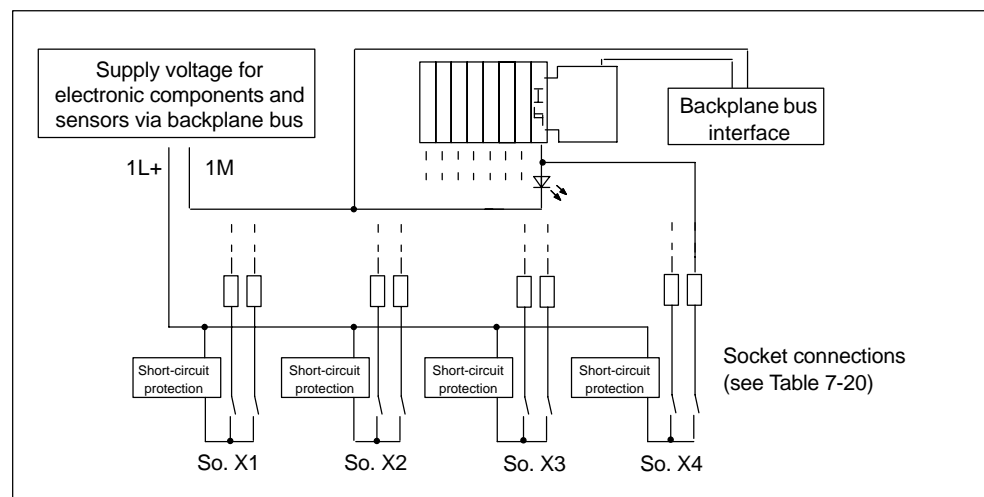 Supply voltage for
electronic components and
sensors via backplane bus
Backplane bus
interface
1L+
1M
Short-circuit
protection
Short-circuit
protection
Short-circuit
protection
Short-circuit
protection
Socket connections
(see Table 7-20)
So. X1
So. X2
So. X3
So. X4